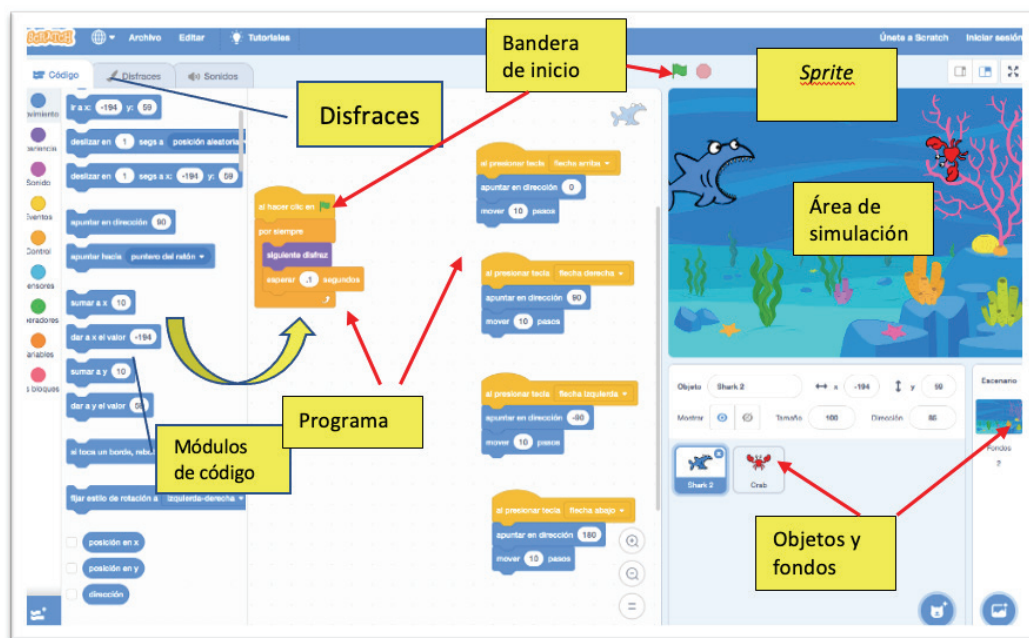 SCRATCH
Archivo
Editar
Tutoriales
Únete a Scratch
Iniciar sesión
Código
Disfraces
Sonidos
Bandera
de inicio
Sprite
Disfraces
ir a x: -194 y: 59
deslizar en 1 segs a posición aleatoria
deslizar en 1 segs a x: -194 y: 59
apuntar en dirección 90
apuntar hacia puntero del ratón
sumar a x 10
dar a x el valor -194
sumar a y 10
dar a y el valor
si toca un borde,
fijar estilo de rotación a izquierda-derecha
posición en x
posición en y
dirección
Sonido
Eventos
Control
al hacer clic en
por siempre
siguiente disfraz
esperar .1 segundos
al presionar tecla flecha arriba
apuntar en dirección 0
mover 10 pasos
al presionar tecla flecha derecha
apuntar en dirección 90
mover 10 pasos
al presionar tecla flecha izquierda
apuntar en dirección -90
mover 10 pasos
al presionar tecla flecha abajo
apuntar en dirección 180
mover 10 pasos
Programa
Módulos
de código
Área de
simulación
Objeto Shark 2 x -194 y 59
Mostrar Tamaño 100 Dirección
Shark 2
Crab
Escenario
Fondos
2
Objetos y
fondos